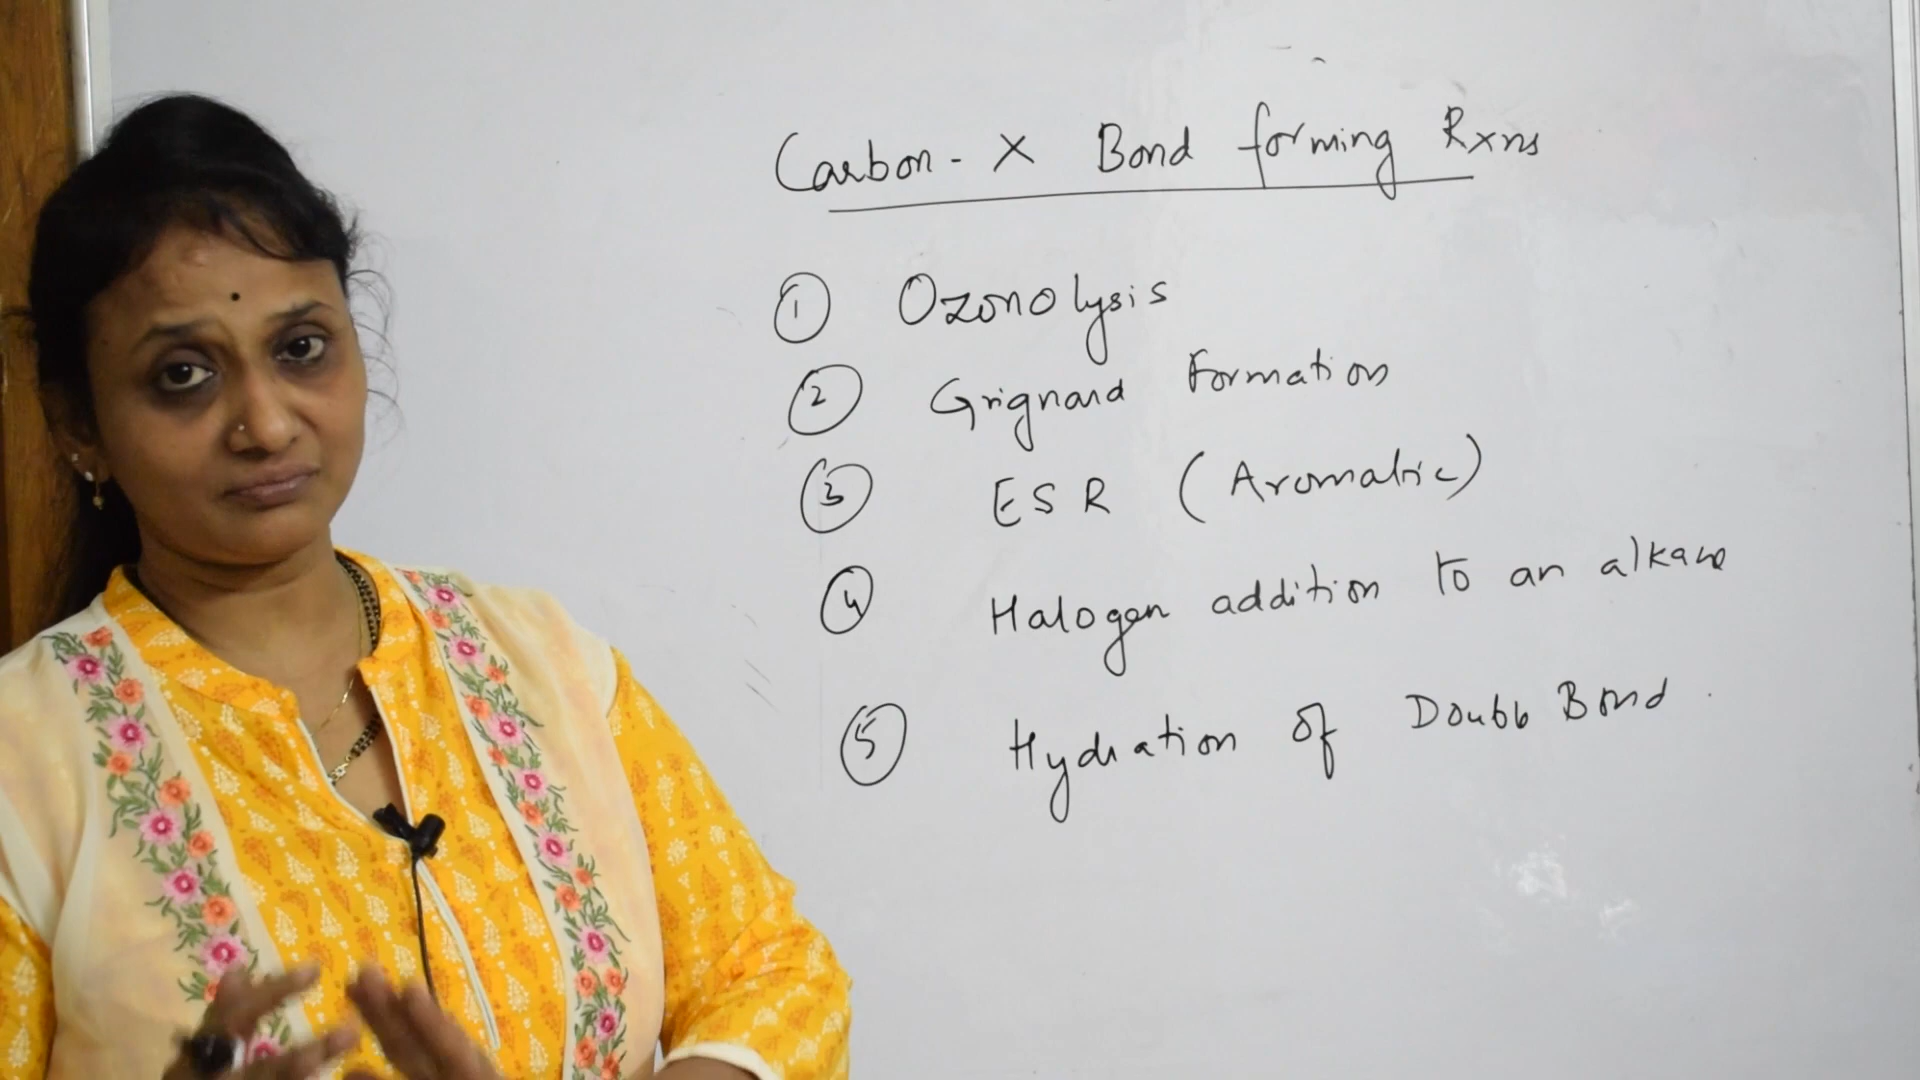 Carbon - X Bond forming Rxns
① Ozonolysis
② Grignard Formation
③ ESR (Aromatic)
④ Halogen addition to an alkane
⑤ Hydration of Double Bond.